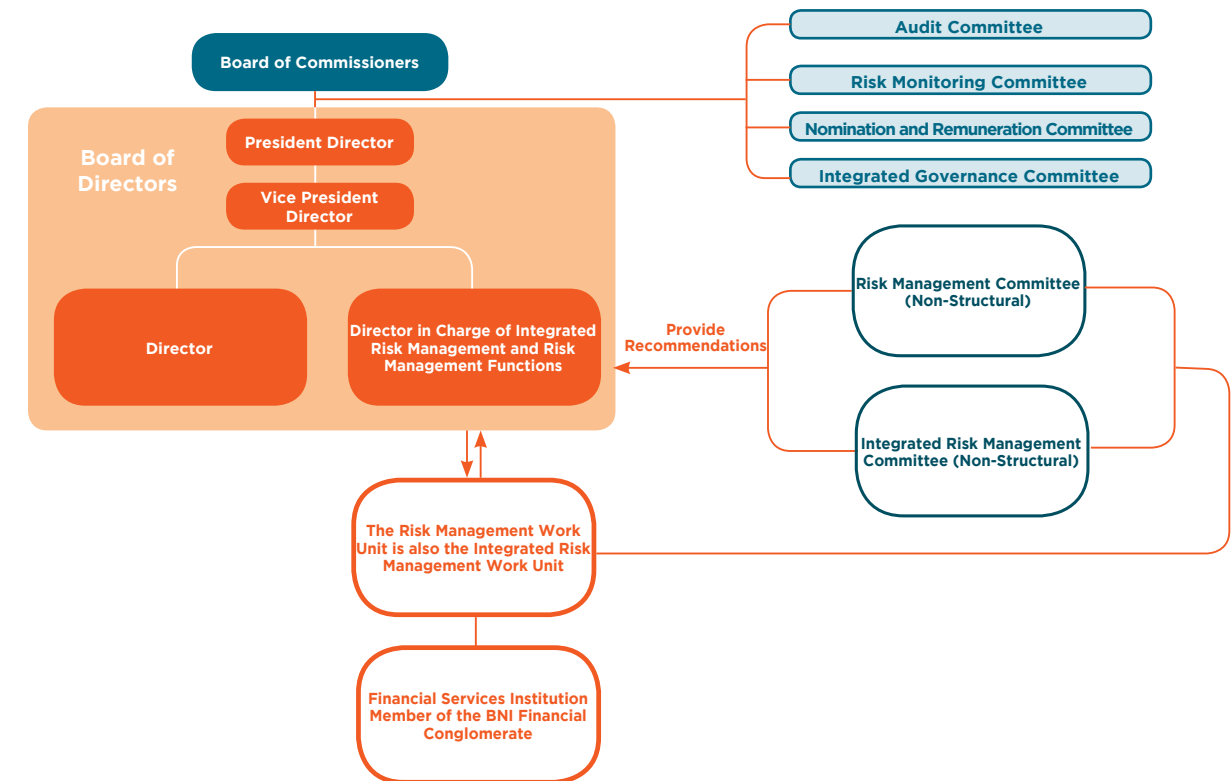 Board of Commissioners
Audit Committee
Risk Monitoring Committee
Nomination and Remuneration Committee
Integrated Governance Committee
Board of
Directors
President Director
Vice President
Director
Director
Director in Charge of Integrated
Risk Management and Risk
Management Functions
Provide
Recommendations
Risk Management Committee
(Non-Structural)
Integrated Risk Management
Committee (Non-Structural)
The Risk Management Work
Unit is also the Integrated Risk
Management Work Unit
Financial Services Institution
Member of the BNI Financial
Conglomerate